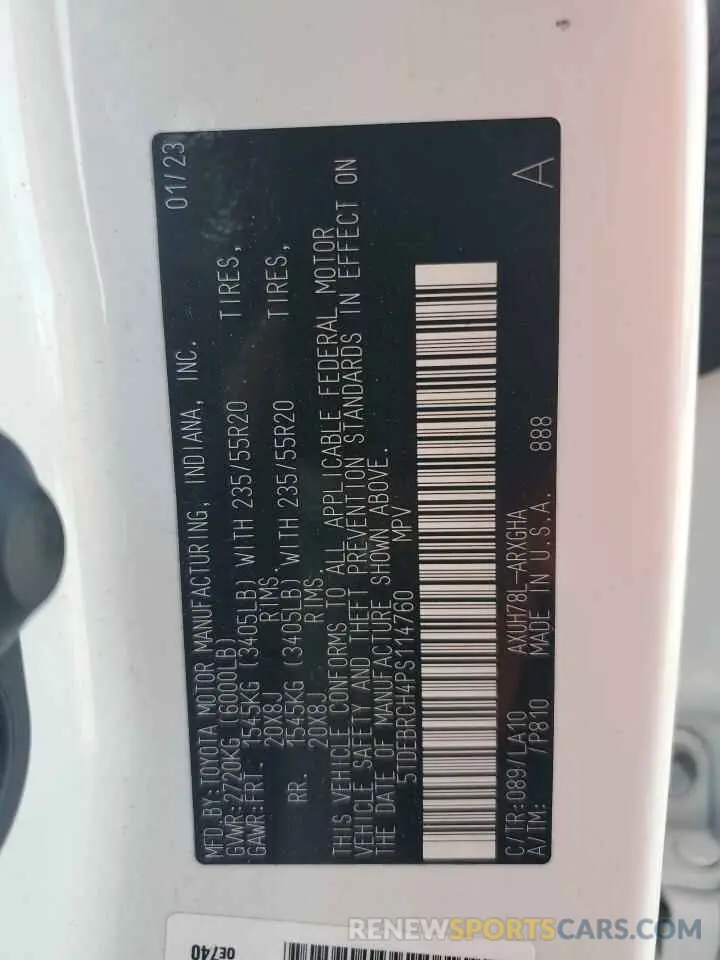 MFD. BY: TOYOTA MOTOR MANUFACTURING, INDIANA, INC. 01/23
GVWR: 2720KG (6000LB)
GAWR: FRT. 1545KG (3405LB) WITH 235/55R20 TIRES,
20X8J RIMS.
RR. 1545KG (3405LB) WITH 235/55R20 TIRES,
20X8J RIMS.
THIS VEHICLE CONFORMS TO ALL APPLICABLE FEDERAL MOTOR
VEHICLE SAFETY AND THEFT PREVENTION STANDARDS IN EFFECT ON
THE DATE OF MANUFACTURE SHOWN ABOVE.
5TDEBRCH4PS114760 MPV
C/TR: 089/LA10 AXUH78L-ARXGHA
A/TM: /P810 MADE IN U.S.A. 888 A
OE740
RENEWSPORTSCARS.COM